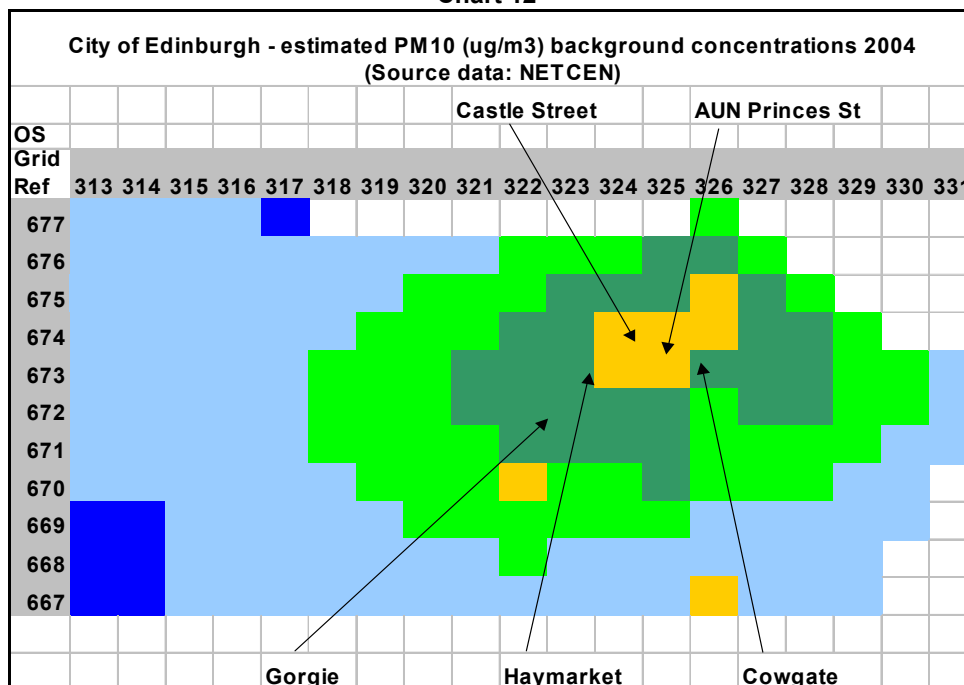 City of Edinburgh - estimated PM10 (ug/m3) background concentrations 2004
(Source data: NETCEN)
Castle Street AUN Princes St
OS
Grid
Ref 313 314 315 316 317 318 319 320 321 322 323 324 325 326 327 328 329 330 331
677
676
675
674
673
672
671
670
669
668
667
Gorgie Haymarket Cowgate